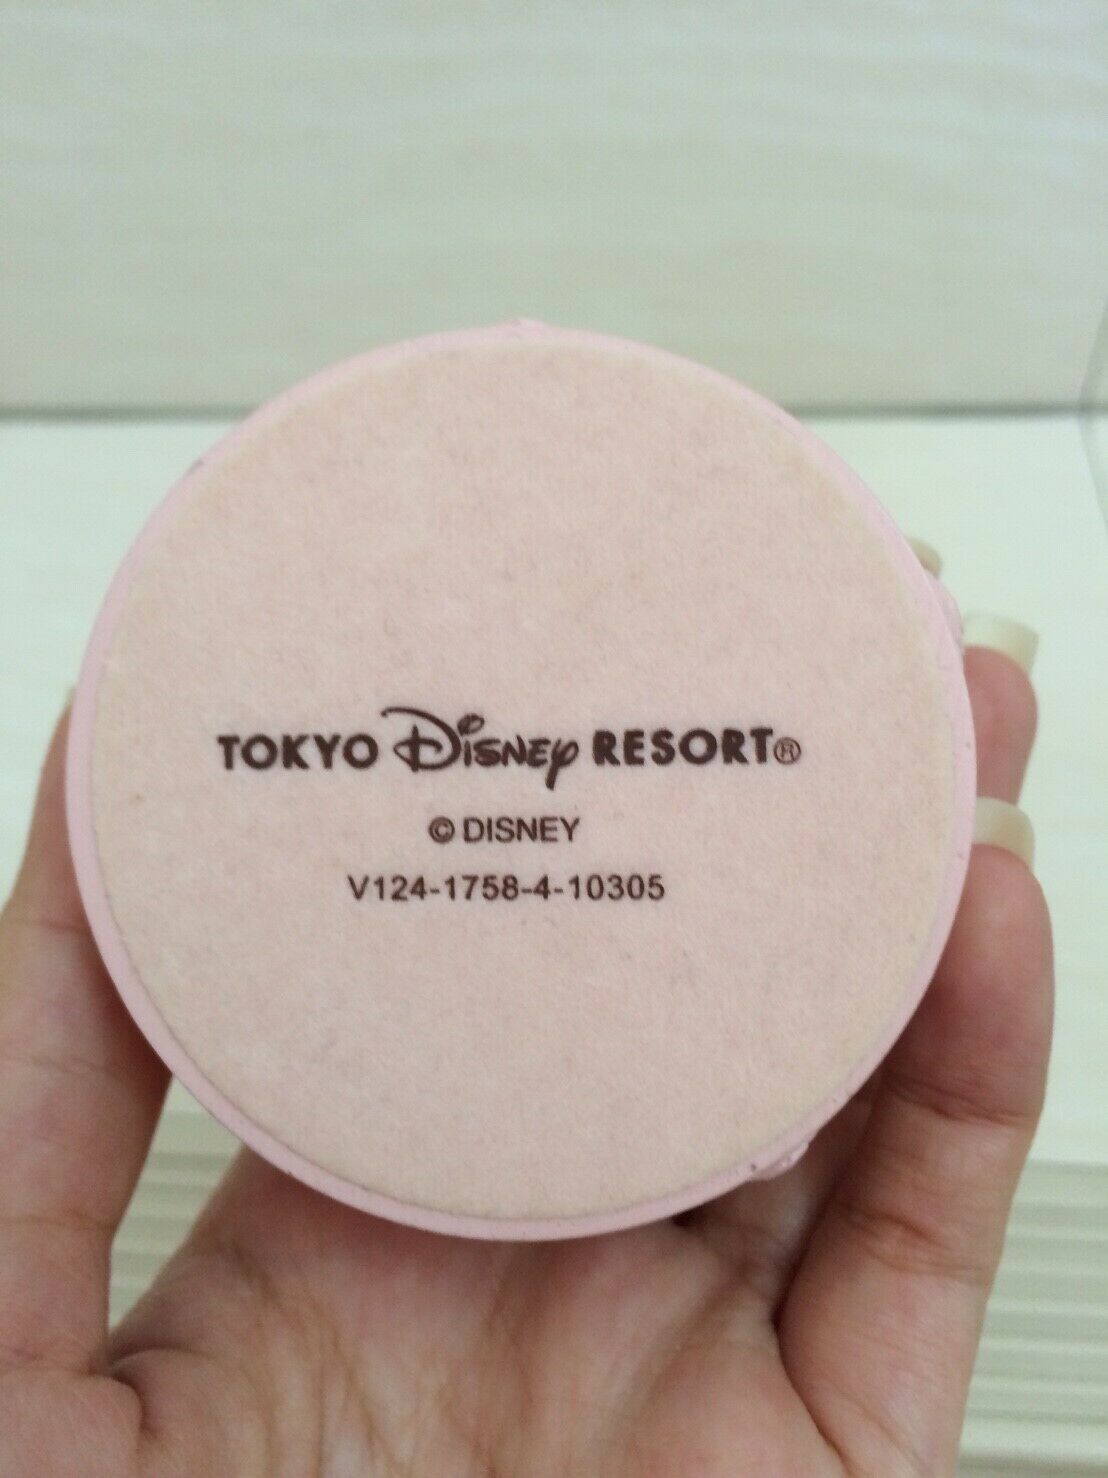 TOKYO Disney RESORT®
© DISNEY
V124-1758-4-10305